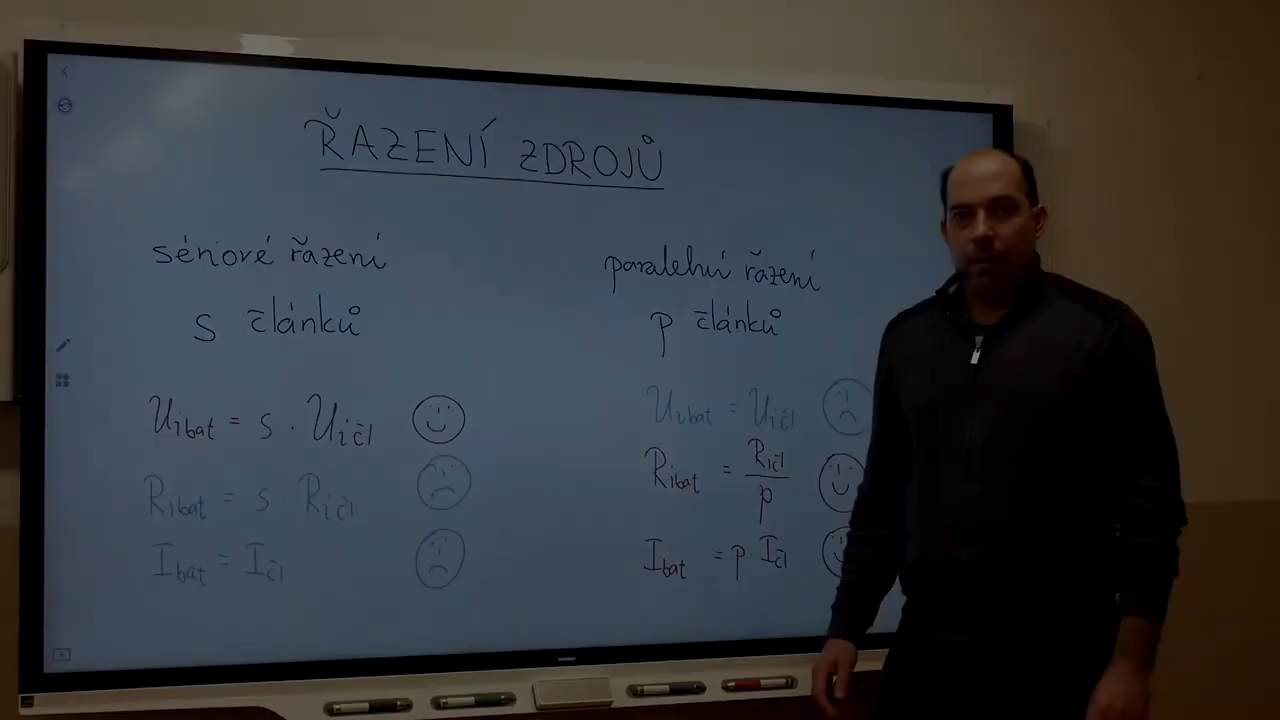 ŘAZENÍ ZDROJŮ
sériové řazení
s článků
Uibat = s · Uičl
Ribat = s Ričl
Ibat = Ičl
paralelní řazení
p článků
Uibat = Uičl
Ribat = Ričl / p
Ibat = p · Ičl